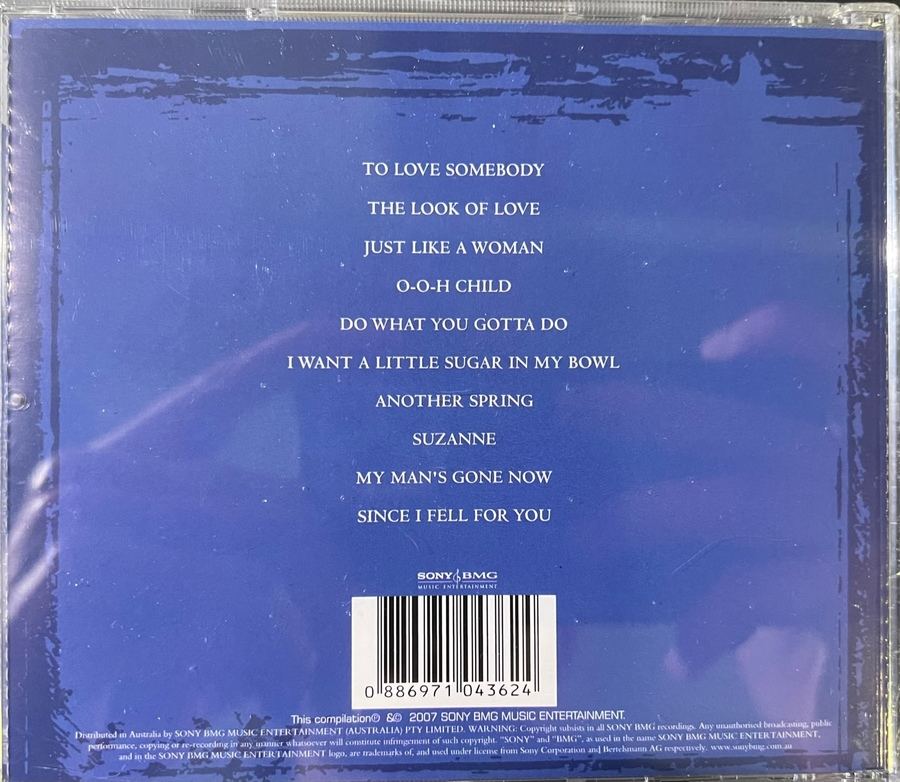 TO LOVE SOMEBODY
THE LOOK OF LOVE
JUST LIKE A WOMAN
O-O-H CHILD
DO WHAT YOU GOTTA DO
I WANT A LITTLE SUGAR IN MY BOWL
ANOTHER SPRING
SUZANNE
MY MAN'S GONE NOW
SINCE I FELL FOR YOU
SONY BMG
MUSIC ENTERTAINMENT
0 886971 043624
This compilation℗ &© 2007 SONY BMG MUSIC ENTERTAINMENT.
Distributed in Australia by SONY BMG MUSIC ENTERTAINMENT (AUSTRALIA) PTY LIMITED. WARNING: Copyright subsists in all SONY BMG recordings. Any unauthorised broadcasting, public
performance, copying or re-recording in any manner whatsoever will constitute infringement of such copyright. "SONY" and "BMG", as used in the name SONY BMG MUSIC ENTERTAINMENT,
and in the SONY BMG MUSIC ENTERTAINMENT logo, are trademarks of, and used under license from Sony Corporation and Bertelsmann AG respectively. www.sonybmg.com.au